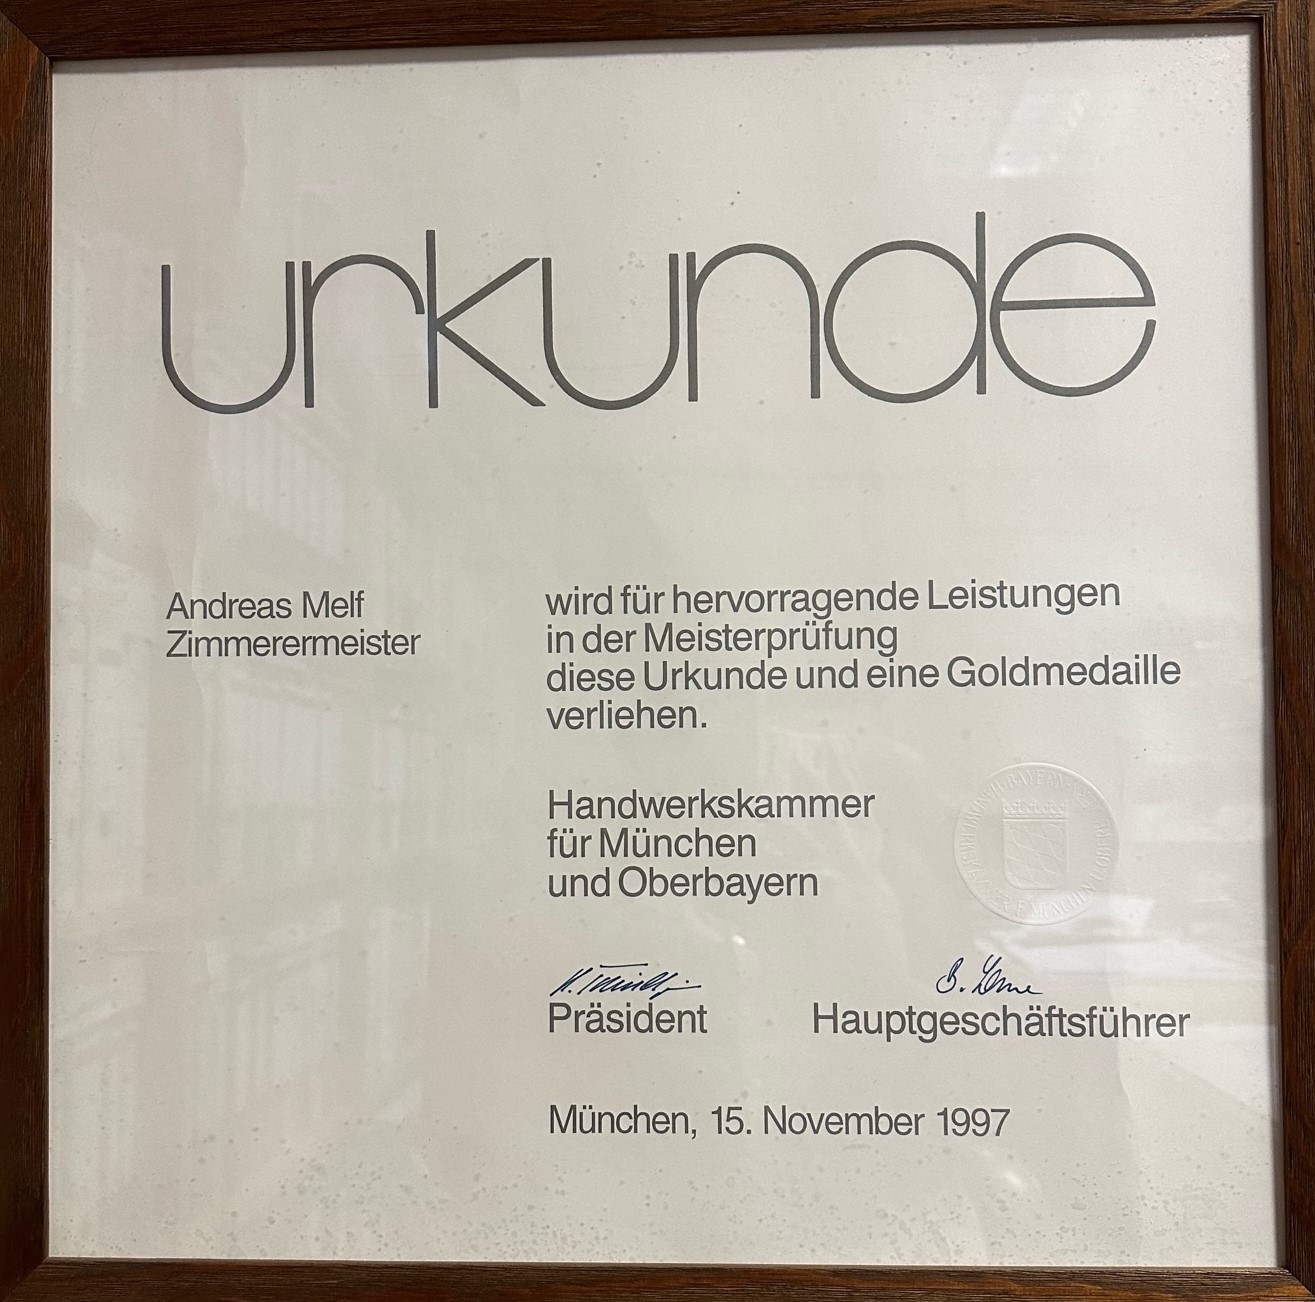 urkunde
Andreas Melf
Zimmerermeister
wird für hervorragende Leistungen
in der Meisterprüfung
diese Urkunde und eine Goldmedaille
verliehen.
Handwerkskammer
für München
und Oberbayern
Präsident
Hauptgeschäftsführer
München, 15. November 1997